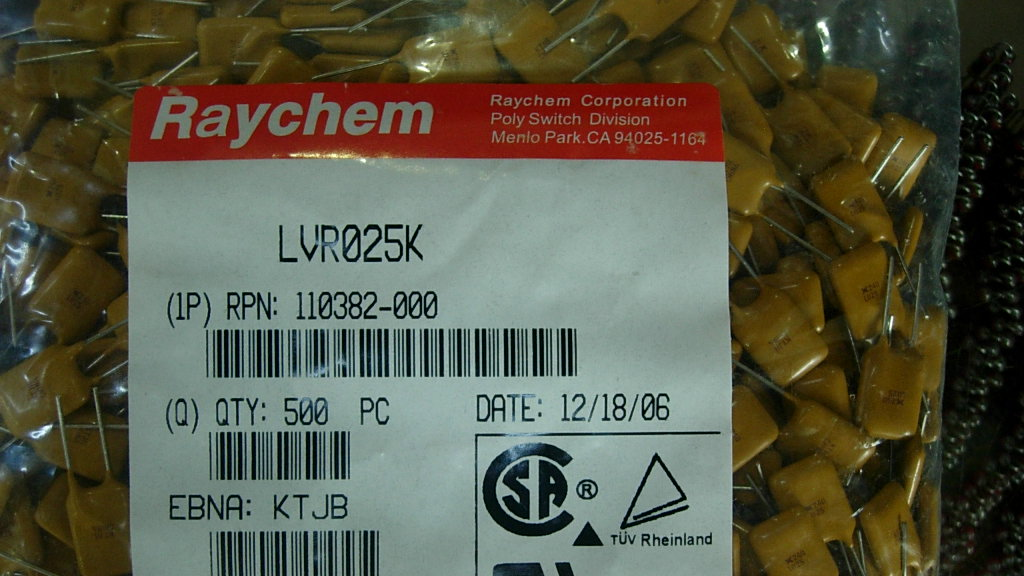 Raychem
Raychem Corporation
Poly Switch Division
Menlo Park.CA 94025-1164
LVR025K
(1P) RPN: 110382-000
(Q) QTY: 500 PC DATE: 12/18/06
EBNA: KTJB
SA ®
TÜV Rheinland